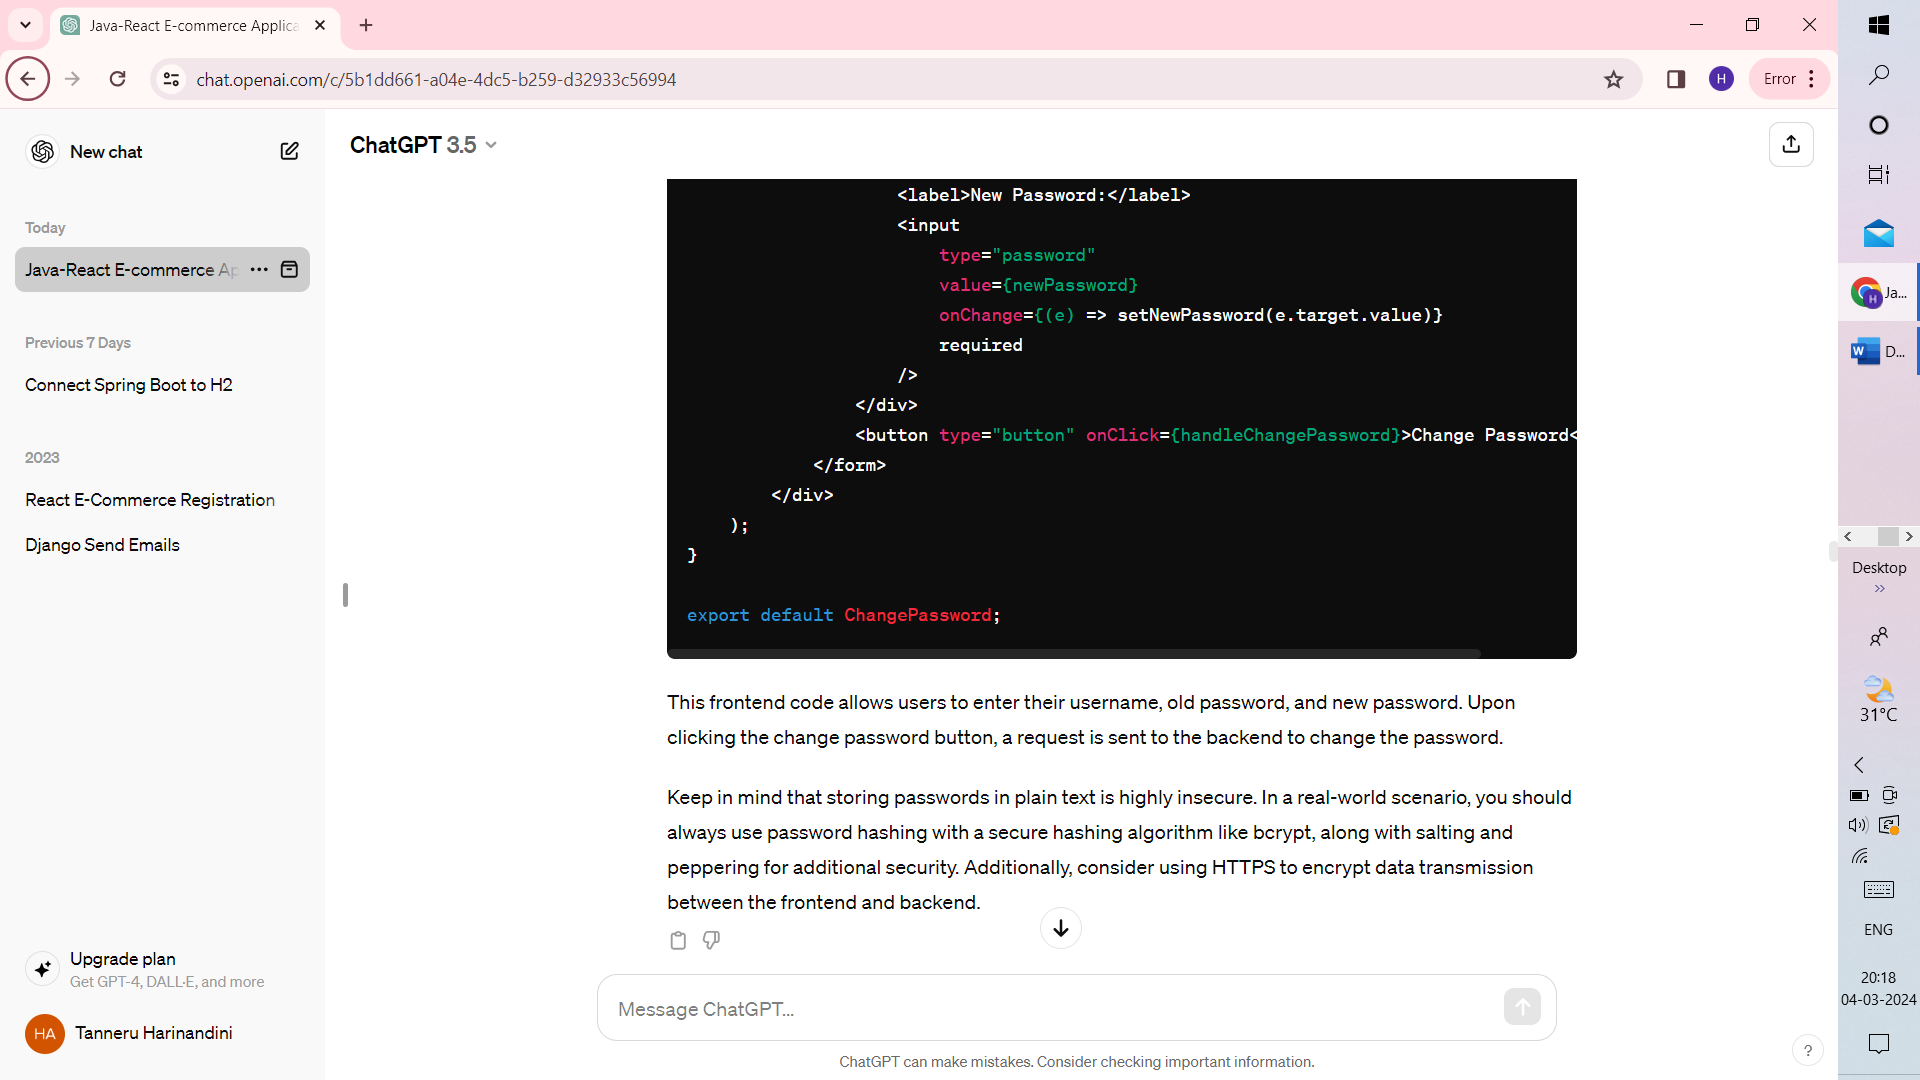 Java-React E-commerce Applica
chat.openai.com/c/5b1dd661-a04e-4dc5-b259-d32933c56994
H
Error
New chat
Today
Java-React E-commerce Ap
Previous 7 Days
Connect Spring Boot to H2
2023
React E-Commerce Registration
Django Send Emails
Upgrade plan
Get GPT-4, DALL·E, and more
HA
Tanneru Harinandini
ChatGPT 3.5
<label>New Password:</label>
<input
type="password"
value={newPassword}
onChange={(e) => setNewPassword(e.target.value)}
required
/>
</div>
<button type="button" onClick={handleChangePassword}>Change Password<
</form>
</div>
);
}
export default ChangePassword;
This frontend code allows users to enter their username, old password, and new password. Upon
clicking the change password button, a request is sent to the backend to change the password.
Keep in mind that storing passwords in plain text is highly insecure. In a real-world scenario, you should
always use password hashing with a secure hashing algorithm like bcrypt, along with salting and
peppering for additional security. Additionally, consider using HTTPS to encrypt data transmission
between the frontend and backend.
Message ChatGPT...
ChatGPT can make mistakes. Consider checking important information.
?
H
Ja...
W
D...
Desktop
31°C
ENG
20:18
04-03-2024